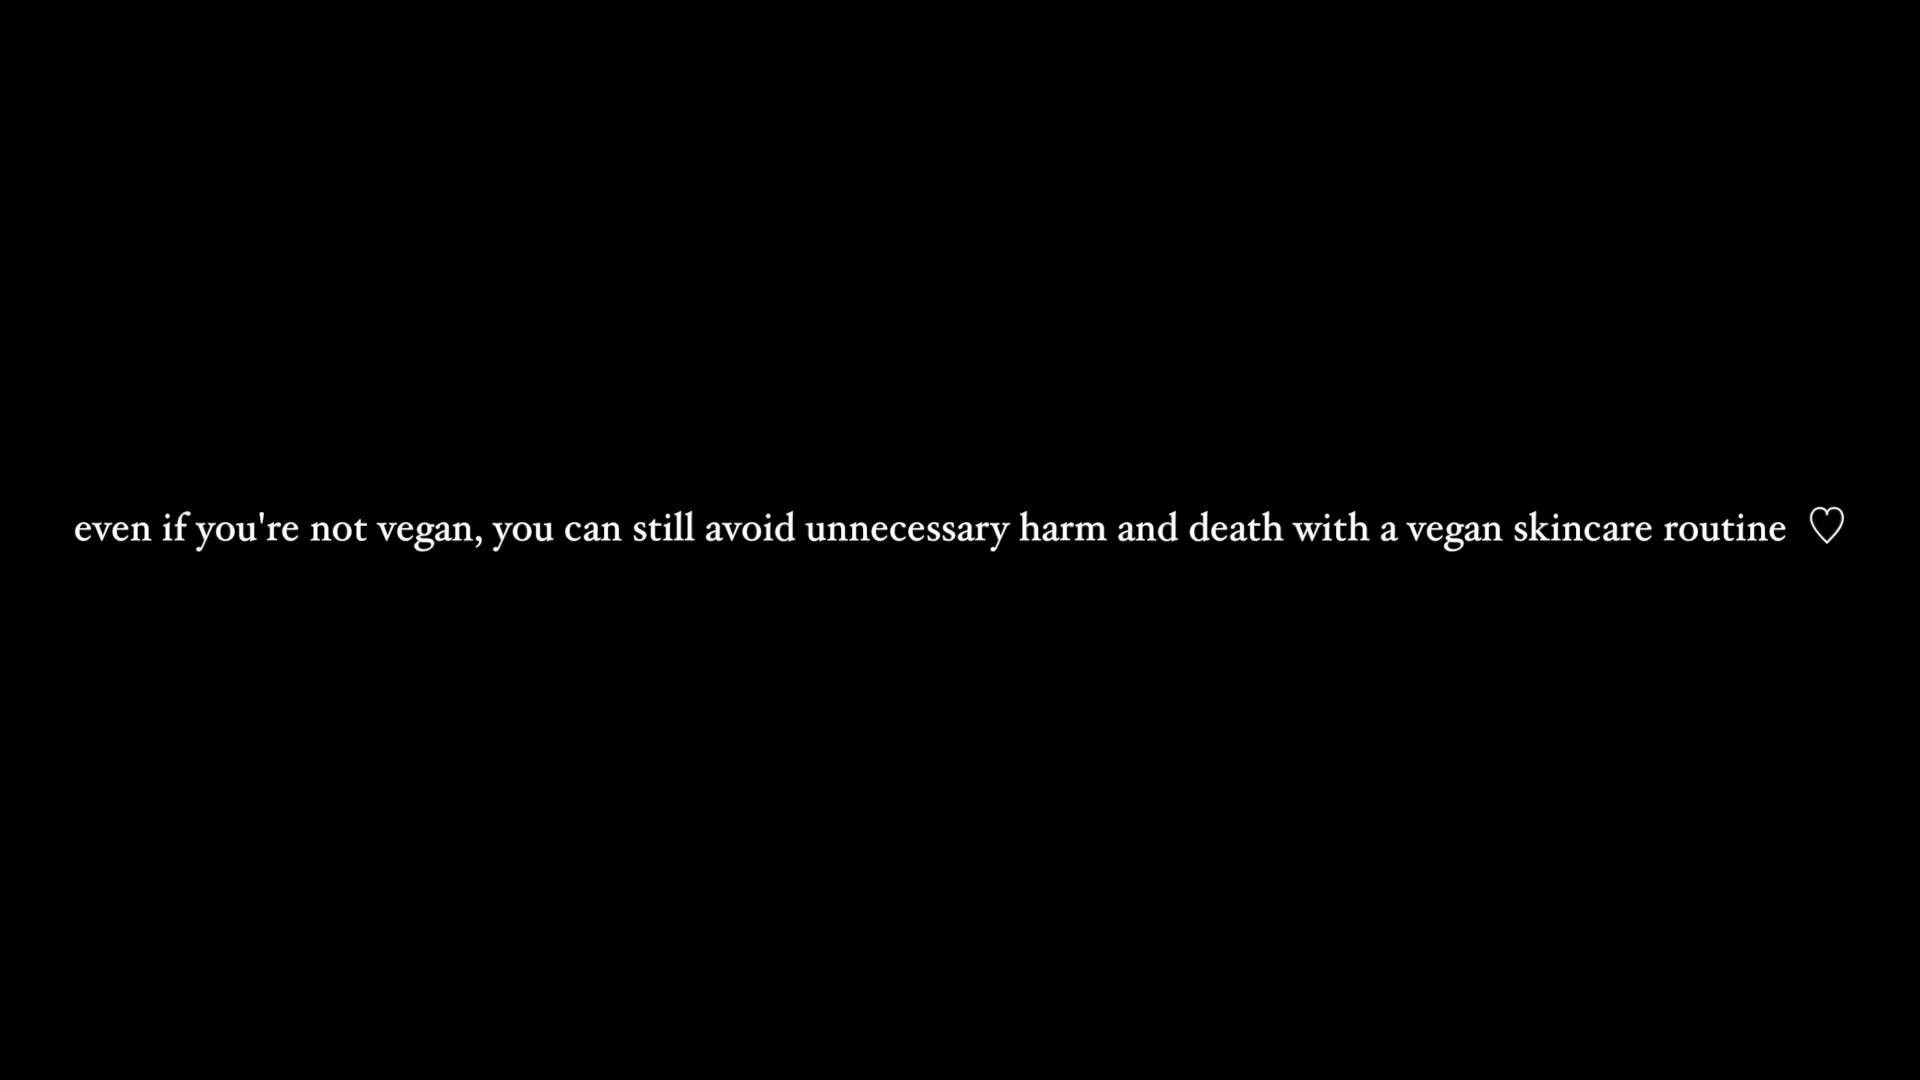 even if you're not vegan, you can still avoid unnecessary harm and death with a vegan skincare routine ♡